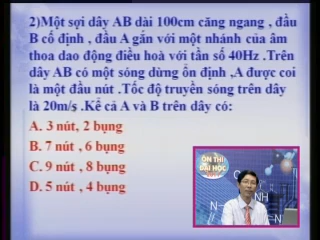 2)Một sợi dây AB dài 100cm căng ngang , đầu
B cố định , đầu A gắn với một nhánh của âm
thoa dao động điều hoà với tần số 40Hz .Trên
dây AB có một sóng dừng ổn định ,A được coi
là một đầu nút .Tốc độ truyền sóng trên dây
là 20m/s .Kể cả A và B trên dây có:
A. 3 nút, 2 bụng
B. 7 nút , 6 bụng
C. 9 nút , 8 bụng
D. 5 nút , 4 bụng
ÔN THI
ĐẠI HỌC
NH
N